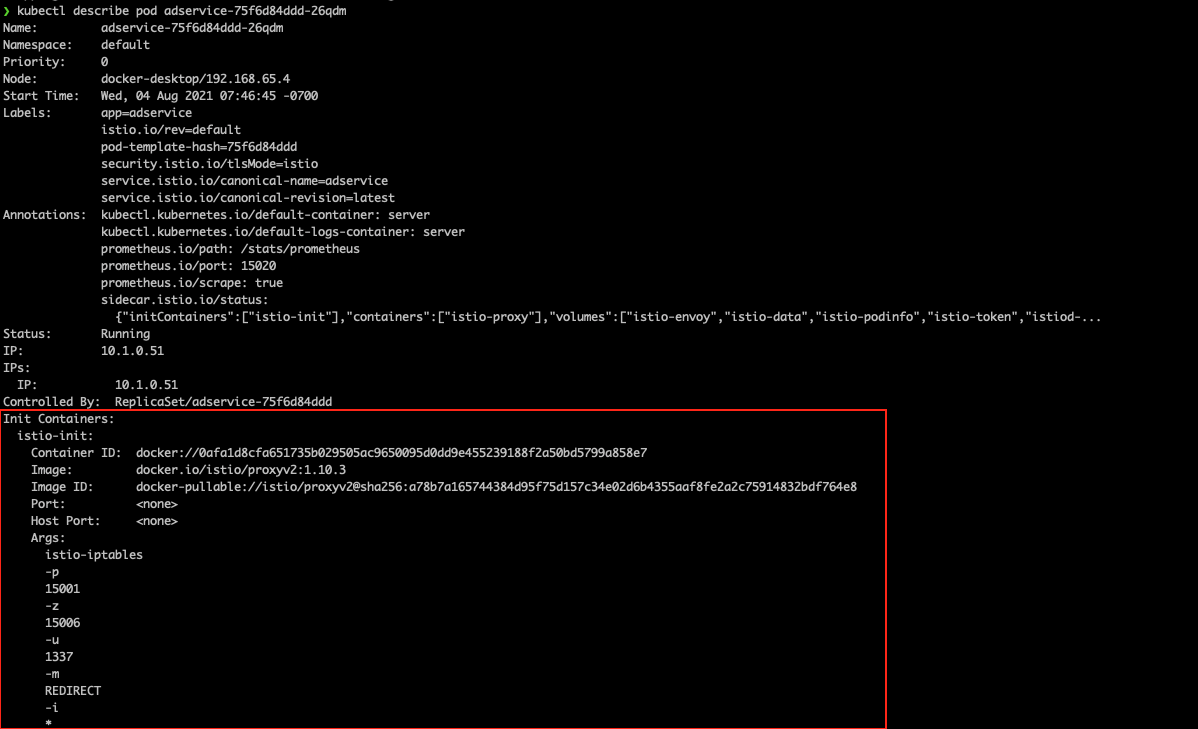 ❯ kubectl describe pod adservice-75f6d84ddd-26qdm
Name:         adservice-75f6d84ddd-26qdm
Namespace:    default
Priority:     0
Node:         docker-desktop/192.168.65.4
Start Time:   Wed, 04 Aug 2021 07:46:45 -0700
Labels:       app=adservice
              istio.io/rev=default
              pod-template-hash=75f6d84ddd
              security.istio.io/tlsMode=istio
              service.istio.io/canonical-name=adservice
              service.istio.io/canonical-revision=latest
Annotations:  kubectl.kubernetes.io/default-container: server
              kubectl.kubernetes.io/default-logs-container: server
              prometheus.io/path: /stats/prometheus
              prometheus.io/port: 15020
              prometheus.io/scrape: true
              sidecar.istio.io/status:
                {"initContainers":["istio-init"],"containers":["istio-proxy"],"volumes":["istio-envoy","istio-data","istio-podinfo","istio-token","istiod-...
Status:       Running
IP:           10.1.0.51
IPs:
  IP:           10.1.0.51
Controlled By:  ReplicaSet/adservice-75f6d84ddd
Init Containers:
  istio-init:
    Container ID:  docker://0afa1d8cfa651735b029505ac9650095d0dd9e455239188f2a50bd5799a858e7
    Image:         docker.io/istio/proxyv2:1.10.3
    Image ID:      docker-pullable://istio/proxyv2@sha256:a78b7a165744384d95f75d157c34e02d6b4355aaf8fe2a2c75914832bdf764e8
    Port:          <none>
    Host Port:     <none>
    Args:
      istio-iptables
      -p
      15001
      -z
      15006
      -u
      1337
      -m
      REDIRECT
      -i
      *